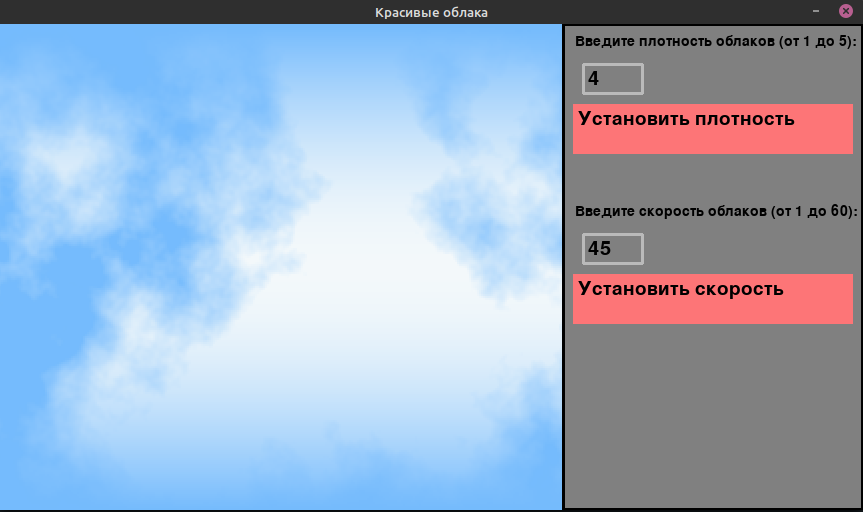 Красивые облака
Введите плотность облаков (от 1 до 5):
4
Установить плотность
Введите скорость облаков (от 1 до 60):
45
Установить скорость